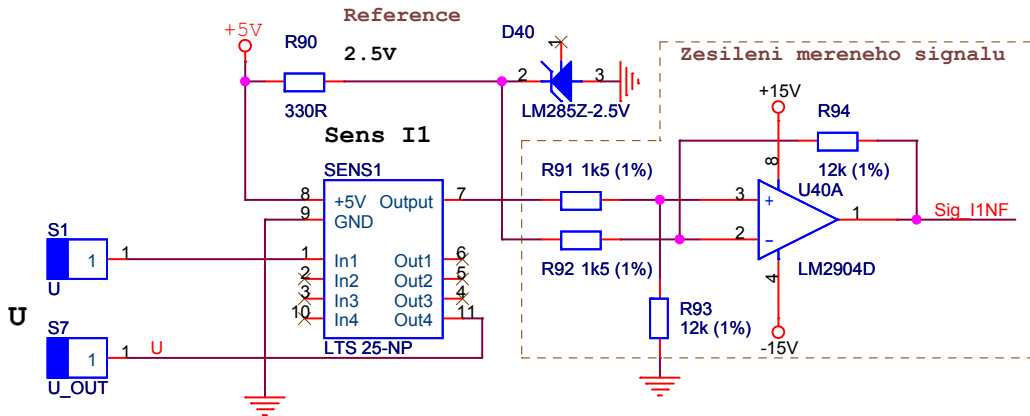 Reference
+5V
R90
2.5V
D40
1
2
3
330R
LM285Z-2.5V
Zesileni mereneho signalu
+15V
R94
12k (1%)
8
U40A
Sens I1
SENS1
8
+5V
Output
7
9
GND
R91 1k5 (1%)
3
+
1
Sig_I1NF
2
−
R92 1k5 (1%)
LM2904D
4
-15V
S1
1
1
U
1
In1
Out1
6
2
In2
Out2
5
3
In3
Out3
4
10
In4
Out4
11
R93
12k (1%)
U
S7
1
1
U
LTS 25-NP
U_OUT